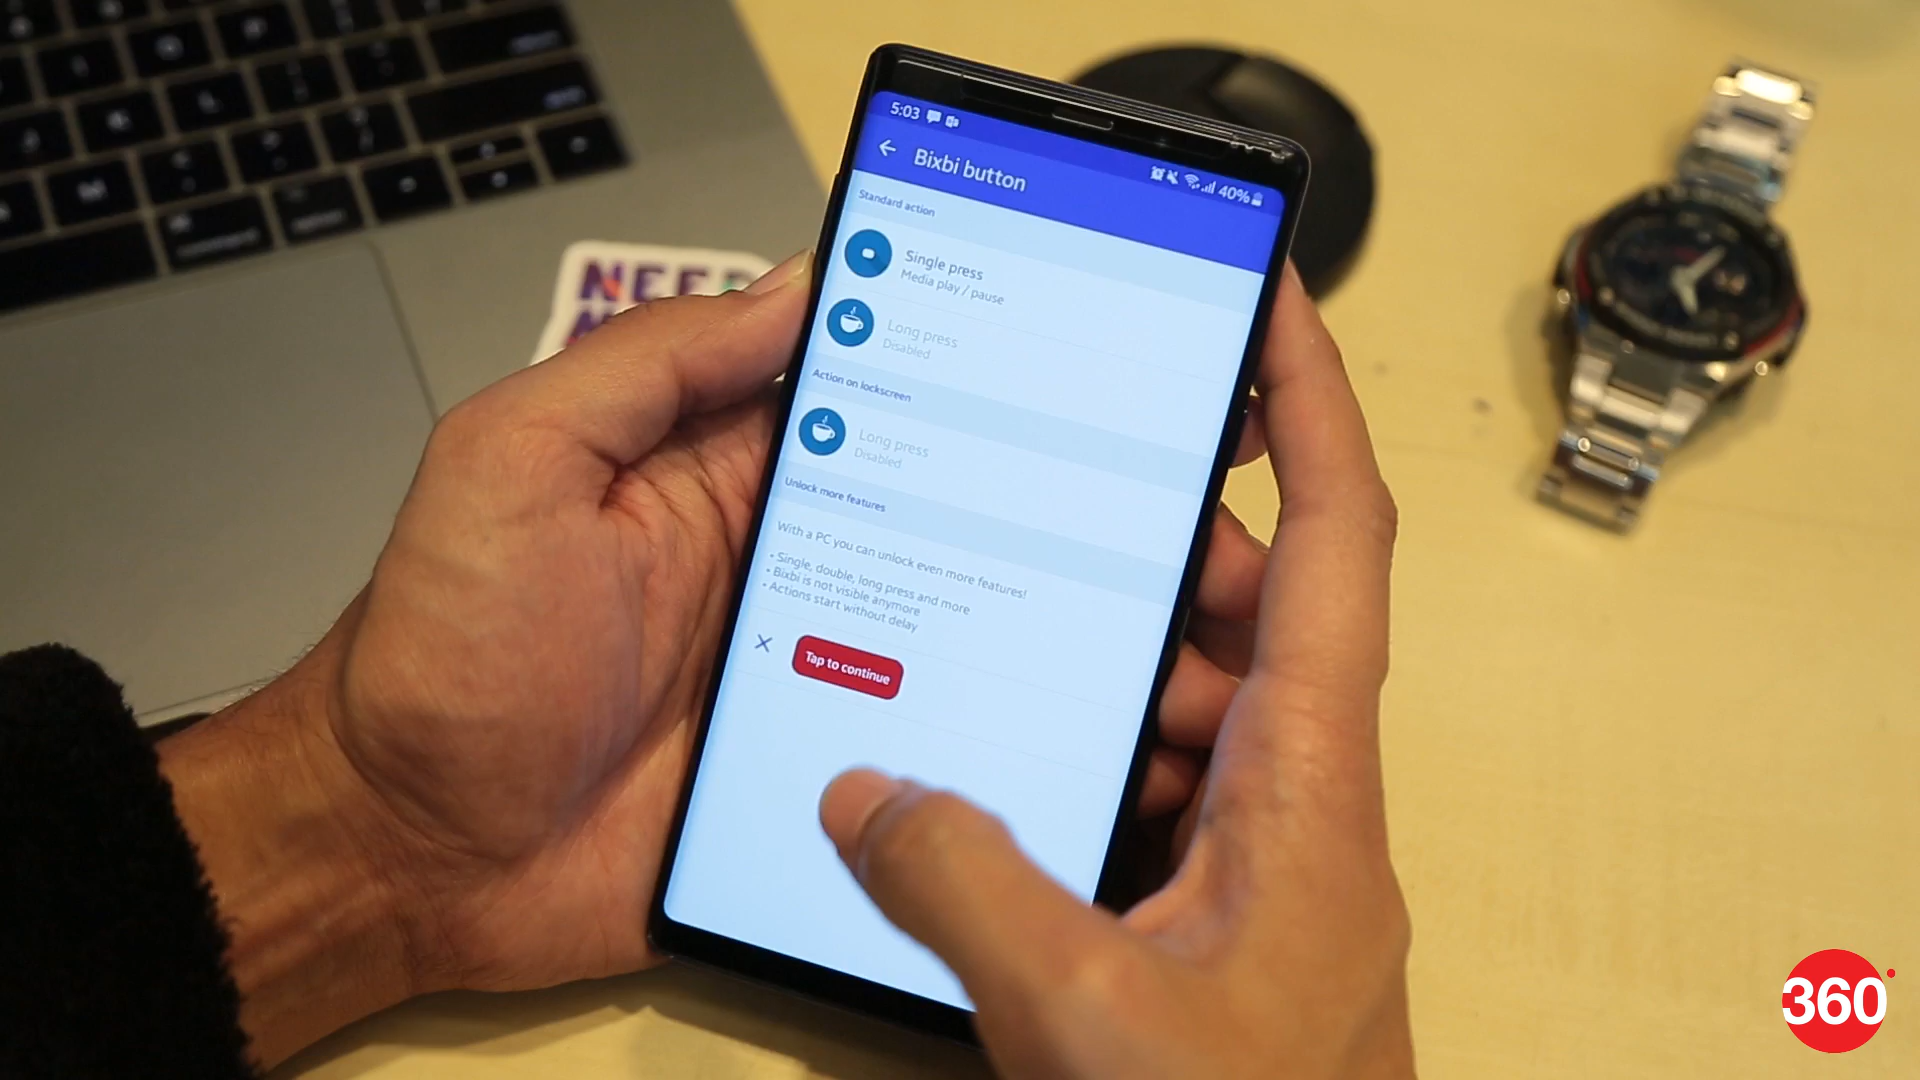 5:03
40%
Bixbi button
Standard action
Single press
Media play / pause
Long press
Disabled
Action on lockscreen
Long press
Disabled
Unlock more features
With a PC you can unlock even more features!
• Single, double, long press and more
• Bixbi is not visible anymore
• Actions start without delay
Tap to continue
NEE
360